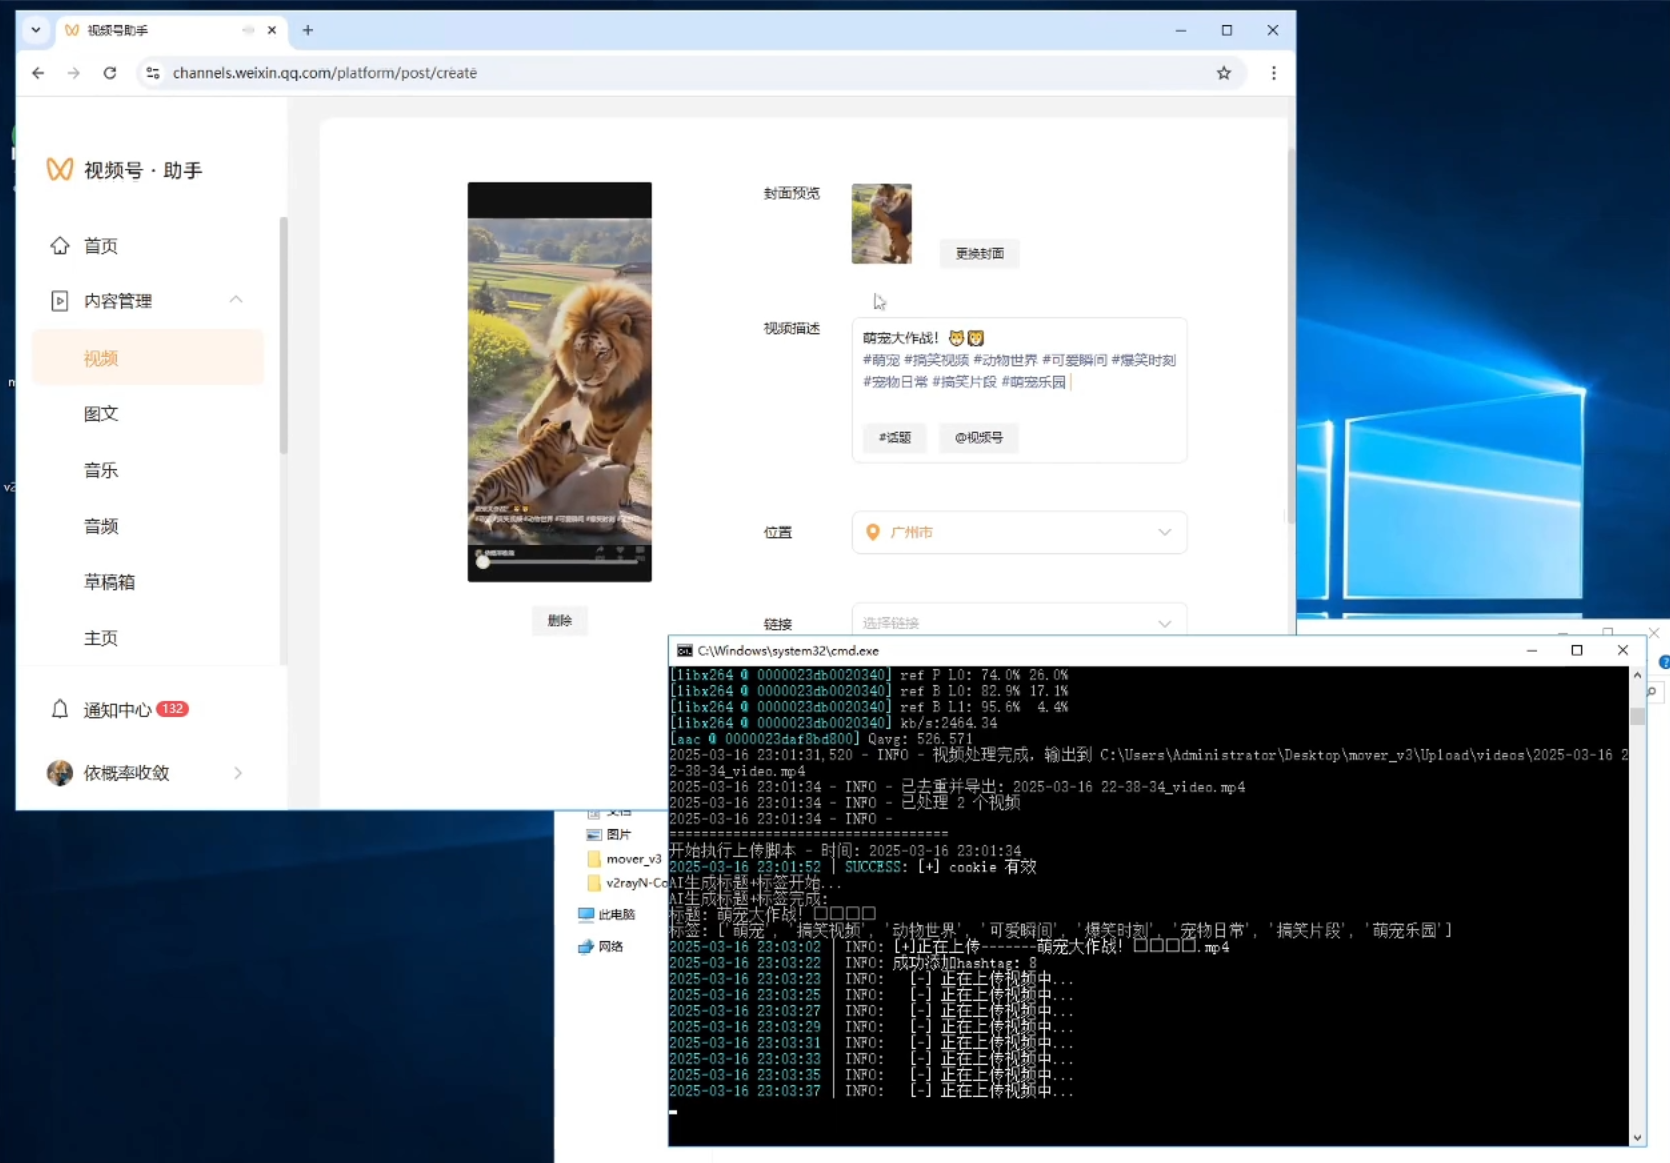 视频号助手
channels.weixin.qq.com/platform/post/create
视频号 · 助手
首页
内容管理
视频
图文
音乐
音频
草稿箱
主页
通知中心 132
依概率收敛
删除
封面预览
更换封面
视频描述
萌宠大作战！🐯🦁
#萌宠 #搞笑视频 #动物世界 #可爱瞬间 #爆笑时刻
#宠物日常 #搞笑片段 #萌宠乐园
#话题
@视频号
位置
广州市
链接
选择链接
文档
图片
mover_v3
v2rayN-Co
此电脑
网络
C:\Windows\system32\cmd.exe
[libx264 @ 0000023db0020340] ref P L0: 74.0% 26.0%
[libx264 @ 0000023db0020340] ref B L0: 82.9% 17.1%
[libx264 @ 0000023db0020340] ref B L1: 95.6%  4.4%
[libx264 @ 0000023db0020340] kb/s:2464.34
[aac @ 0000023daf8bd800] Qavg: 526.571
2025-03-16 23:01:31,520 - INFO - 视频处理完成，输出到 C:\Users\Administrator\Desktop\mover_v3\Upload\videos\2025-03-16 2
2-38-34_video.mp4
2025-03-16 23:01:34 - INFO - 已去重并导出: 2025-03-16 22-38-34_video.mp4
2025-03-16 23:01:34 - INFO - 已处理 2 个视频
2025-03-16 23:01:34 - INFO -
===================================
开始执行上传脚本 - 时间: 2025-03-16 23:01:34
2025-03-16 23:01:52 | SUCCESS: [+] cookie 有效
AI生成标题+标签开始...
AI生成标题+标签完成:
标题: 萌宠大作战！□□□□
标签: ['萌宠', '搞笑视频', '动物世界', '可爱瞬间', '爆笑时刻', '宠物日常', '搞笑片段', '萌宠乐园']
2025-03-16 23:03:02 | INFO: [+]正在上传-------萌宠大作战！□□□□.mp4
2025-03-16 23:03:22 | INFO: 成功添加hashtag: 8
2025-03-16 23:03:23 | INFO:   [-] 正在上传视频中...
2025-03-16 23:03:25 | INFO:   [-] 正在上传视频中...
2025-03-16 23:03:27 | INFO:   [-] 正在上传视频中...
2025-03-16 23:03:29 | INFO:   [-] 正在上传视频中...
2025-03-16 23:03:31 | INFO:   [-] 正在上传视频中...
2025-03-16 23:03:33 | INFO:   [-] 正在上传视频中...
2025-03-16 23:03:35 | INFO:   [-] 正在上传视频中...
2025-03-16 23:03:37 | INFO:   [-] 正在上传视频中...